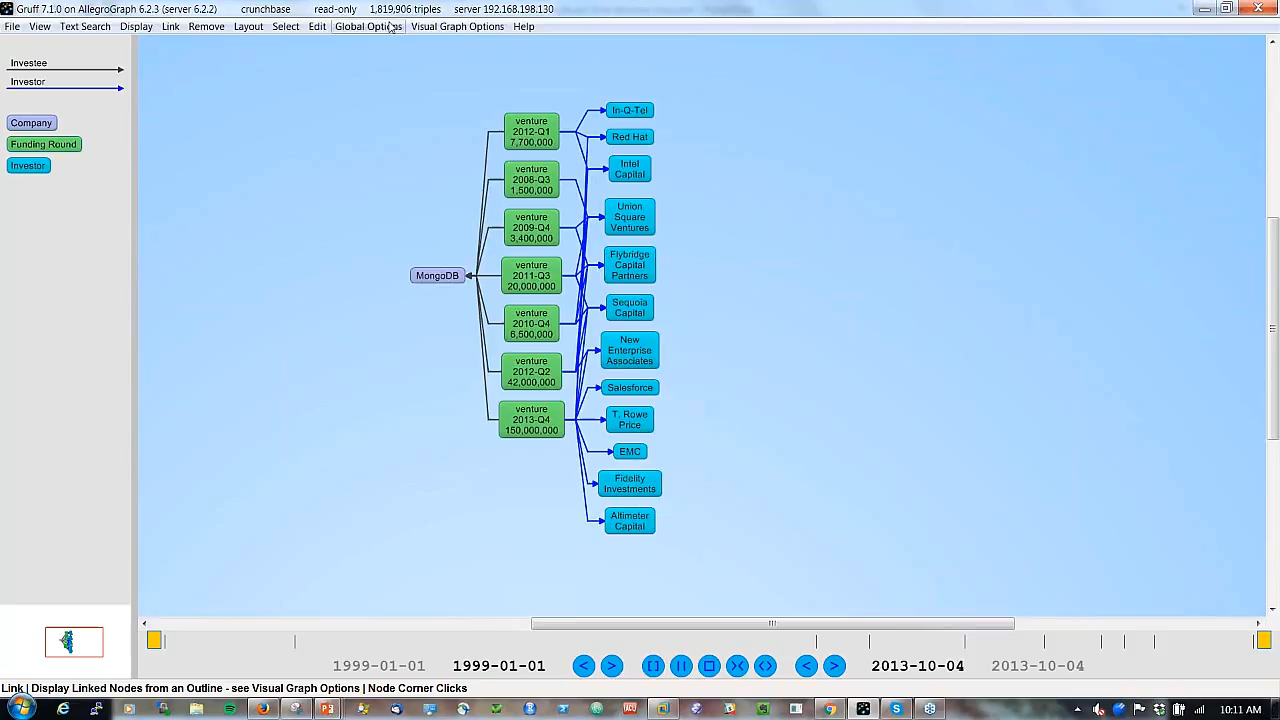 Gruff 7.1.0 on AllegroGraph 6.2.3 (server 6.2.2) crunchbase read-only 1,819,906 triples server 192.168.198.130
File View Text Search Display Link Remove Layout Select Edit Global Options Visual Graph Options Help
Investee
Investor
Company
Funding Round
Investor
MongoDB
venture
2012-Q1
7,700,000
venture
2008-Q3
1,500,000
venture
2009-Q4
3,400,000
venture
2011-Q3
20,000,000
venture
2010-Q4
6,500,000
venture
2012-Q2
42,000,000
venture
2013-Q4
150,000,000
In-Q-Tel
Red Hat
Intel
Capital
Union
Square
Ventures
Flybridge
Capital
Partners
Sequoia
Capital
New
Enterprise
Associates
Salesforce
T. Rowe
Price
EMC
Fidelity
Investments
Altimeter
Capital
1999-01-01 1999-01-01 < > [ ] || >< <> < > 2013-10-04 2013-10-04
Link | Display Linked Nodes from an Outline - see Visual Graph Options | Node Corner Clicks
10:11 AM